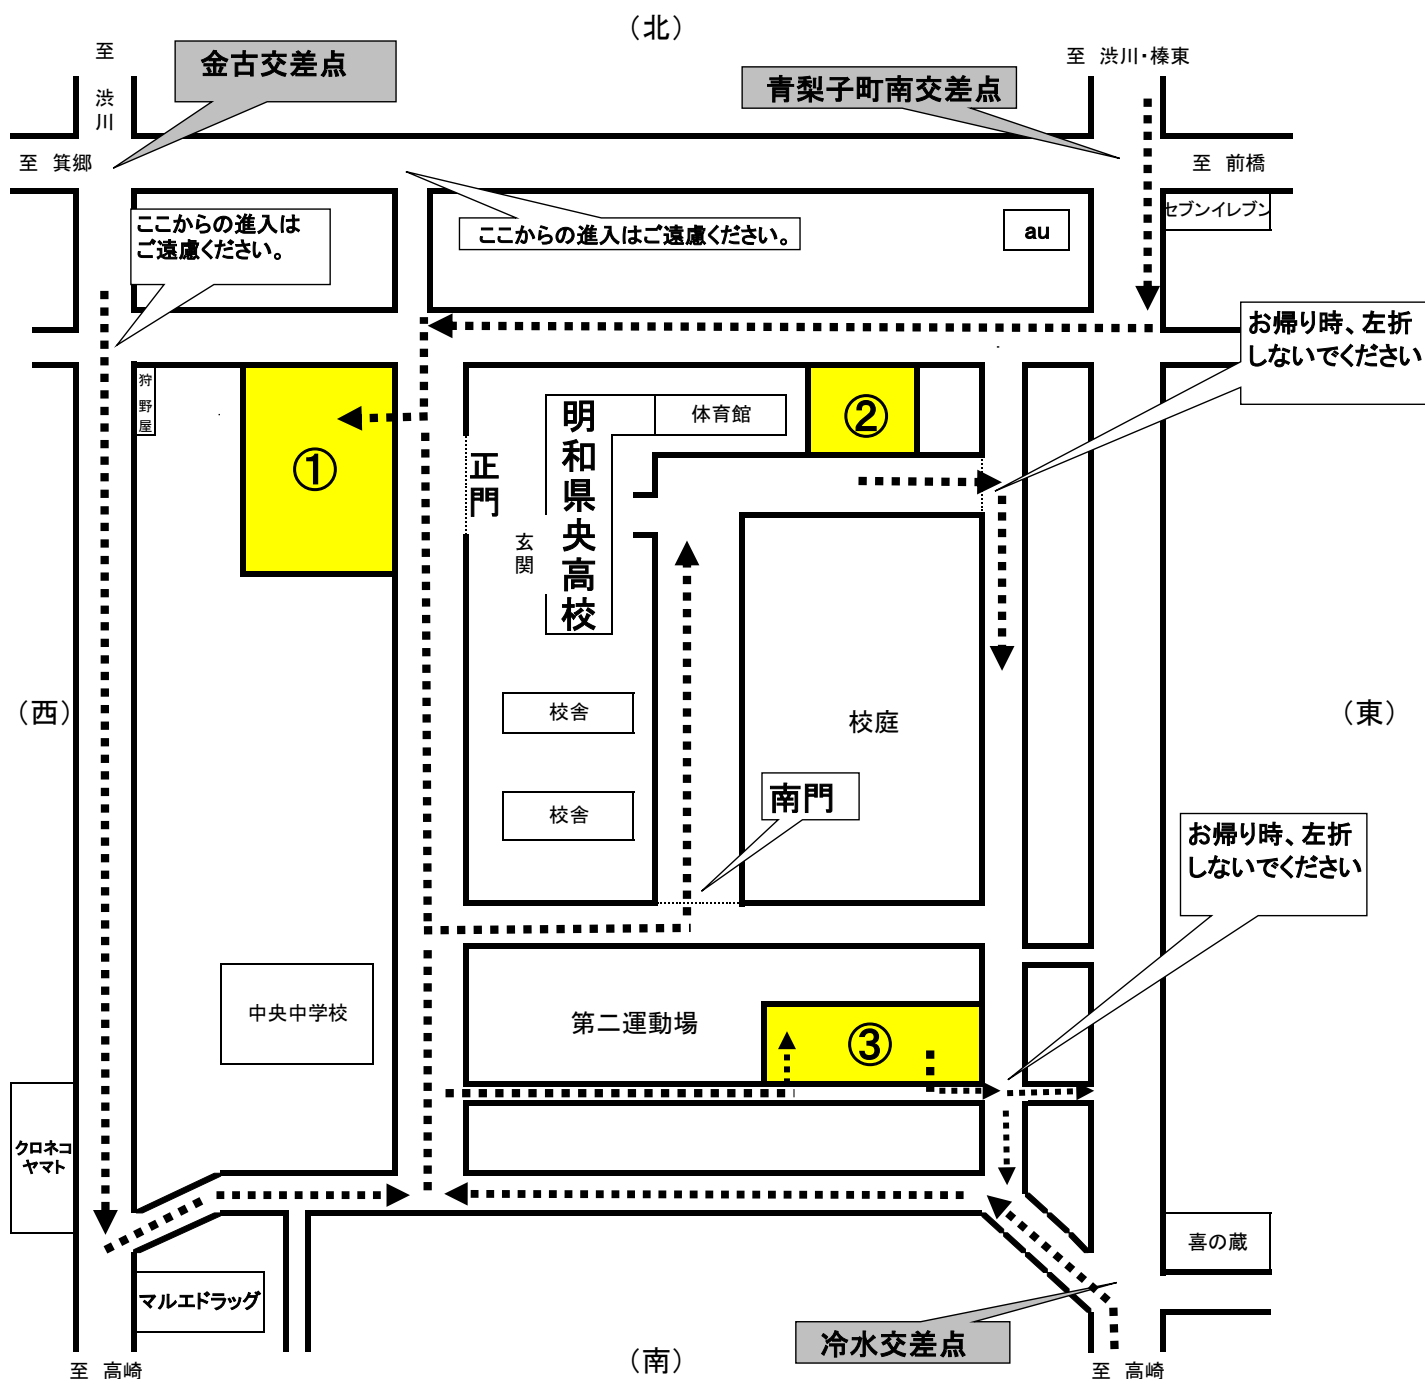 （北）
至
渋
川
金古交差点
青梨子町南交差点
至 渋川・榛東
至 箕郷
至 前橋
ここからの進入は
ご遠慮ください。
ここからの進入はご遠慮ください。
au
セブンイレブン
お帰り時、左折
しないでください
狩
野
屋
①
正
門
明
和
県
央
高
校
体育館
②
玄
関
（西）
校舎
校庭
（東）
南門
校舎
お帰り時、左折
しないでください
中央中学校
第二運動場
③
クロネコ
ヤマト
喜の蔵
マルエドラッグ
冷水交差点
至 高崎
（南）
至 高崎